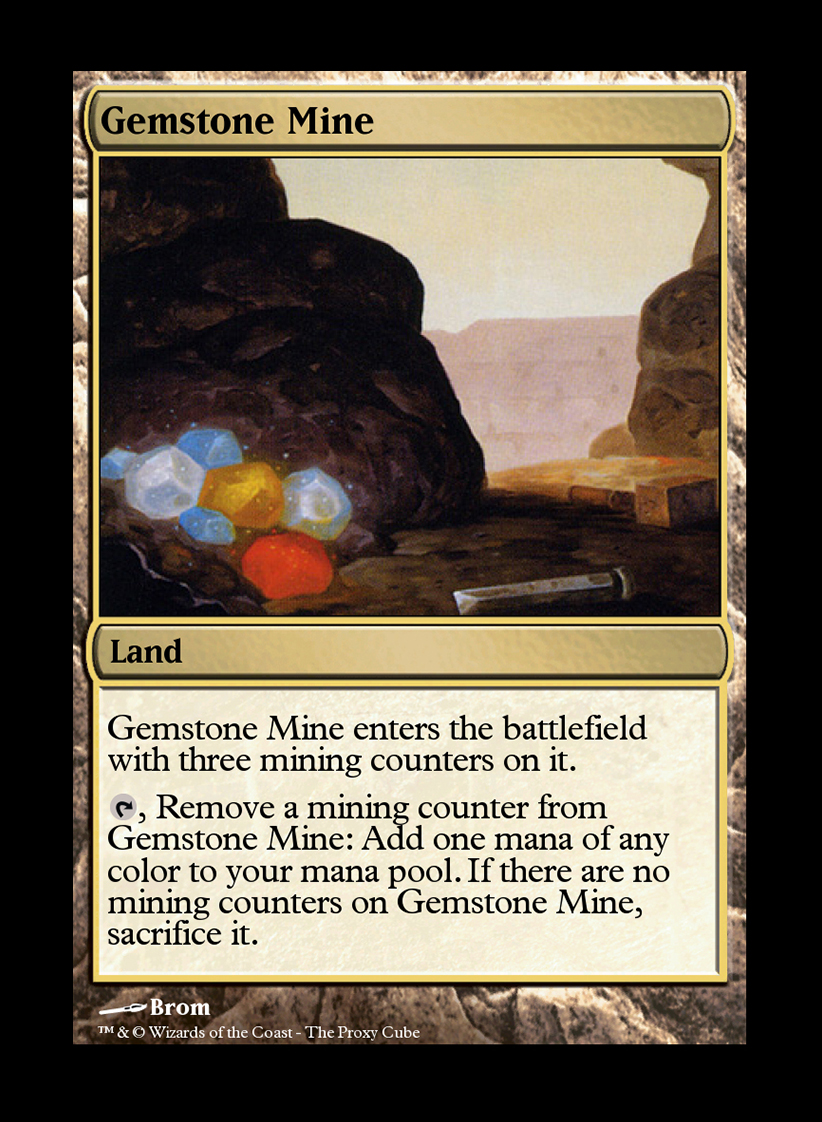 Gemstone Mine
Land
Gemstone Mine enters the battlefield
with three mining counters on it.
, Remove a mining counter from
Gemstone Mine: Add one mana of any
color to your mana pool. If there are no
mining counters on Gemstone Mine,
sacrifice it.
Brom
™ & © Wizards of the Coast - The Proxy Cube